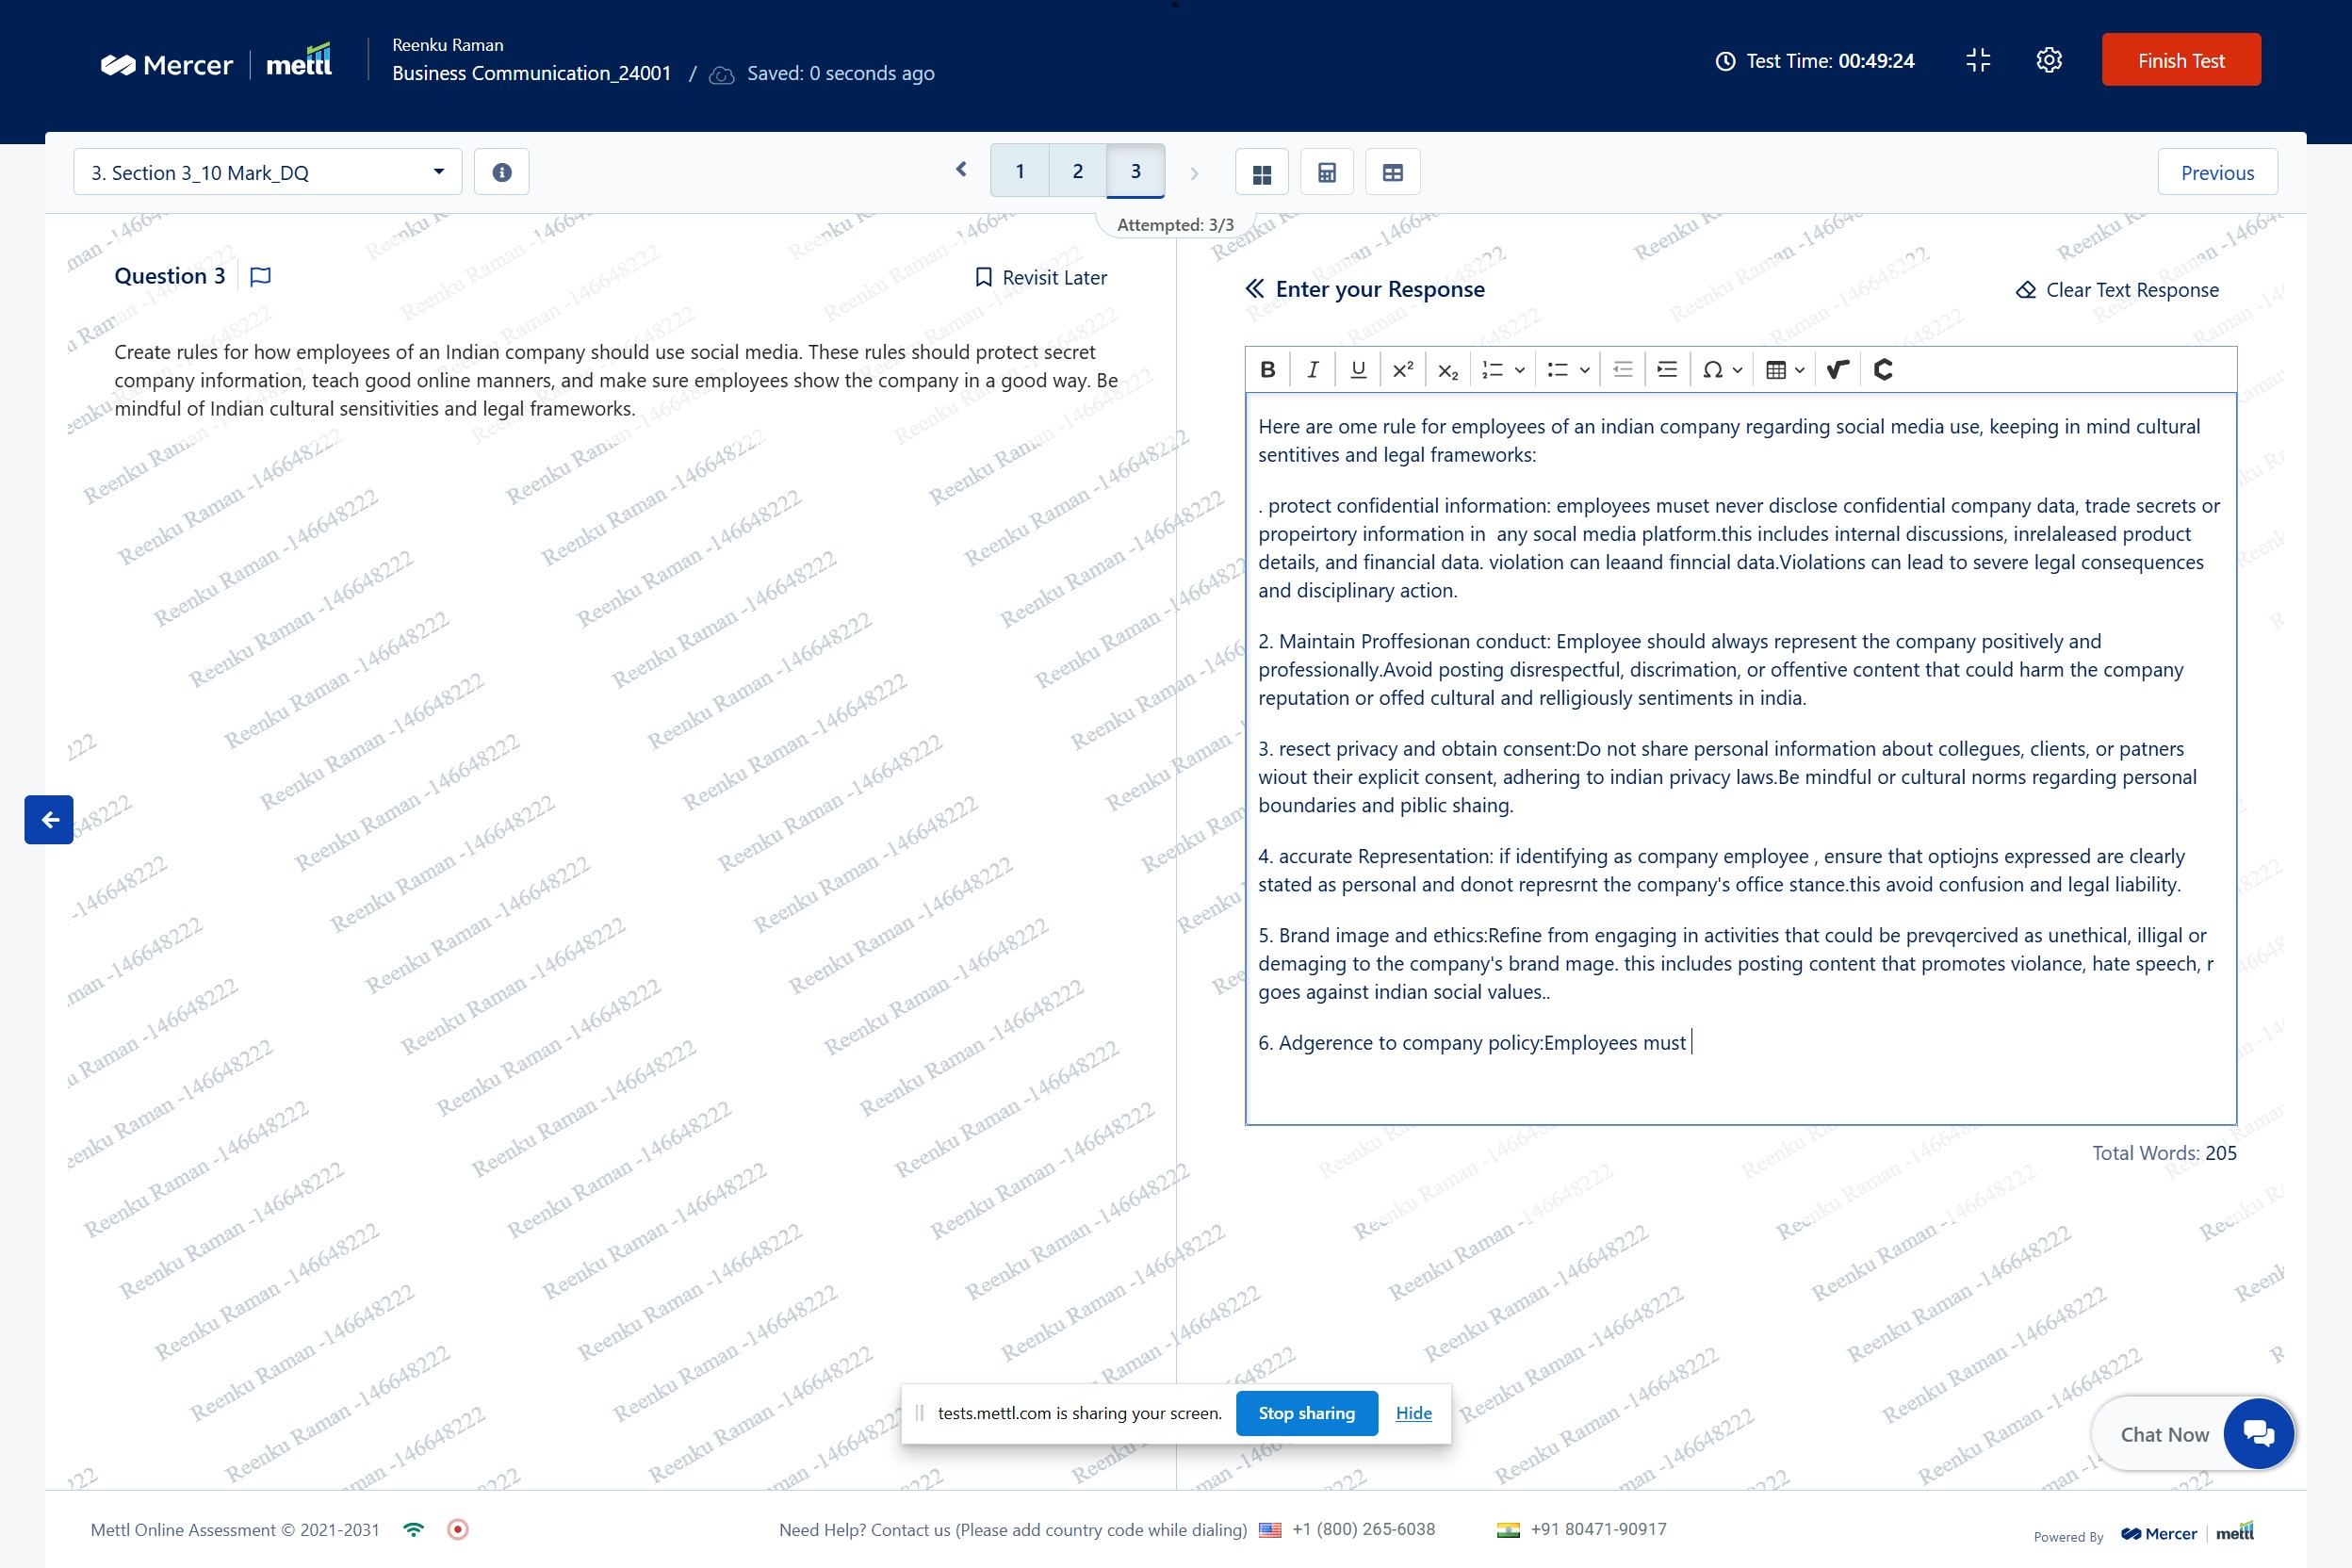 Mercer | mettl
Reenku Raman
Business Communication_24001 / Saved: 0 seconds ago
Test Time: 00:49:24
Finish Test
3. Section 3_10 Mark_DQ
1 2 3
Previous
Attempted: 3/3
Question 3
Revisit Later
Create rules for how employees of an Indian company should use social media. These rules should protect secret
company information, teach good online manners, and make sure employees show the company in a good way. Be
mindful of Indian cultural sensitivities and legal frameworks.
Enter your Response
Clear Text Response
B I U x² x₂
Here are ome rule for employees of an indian company regarding social media use, keeping in mind cultural
sentitives and legal frameworks:
. protect confidential information: employees muset never disclose confidential company data, trade secrets or
propeirtory information in  any socal media platform.this includes internal discussions, inrelaleased product
details, and financial data. violation can leaand finncial data.Violations can lead to severe legal consequences
and disciplinary action.
2. Maintain Proffesionan conduct: Employee should always represent the company positively and
professionally.Avoid posting disrespectful, discrimation, or offentive content that could harm the company
reputation or offed cultural and relligiously sentiments in india.
3. resect privacy and obtain consent:Do not share personal information about collegues, clients, or patners
wiout their explicit consent, adhering to indian privacy laws.Be mindful or cultural norms regarding personal
boundaries and piblic shaing.
4. accurate Representation: if identifying as company employee , ensure that optiojns expressed are clearly
stated as personal and donot represrnt the company's office stance.this avoid confusion and legal liability.
5. Brand image and ethics:Refine from engaging in activities that could be prevqercived as unethical, illigal or
demaging to the company's brand mage. this includes posting content that promotes violance, hate speech, r
goes against indian social values..
6. Adgerence to company policy:Employees must
Total Words: 205
Reenku Raman -146648222
tests.mettl.com is sharing your screen. Stop sharing Hide
Chat Now
Mettl Online Assessment © 2021-2031
Need Help? Contact us (Please add country code while dialing) +1 (800) 265-6038 +91 80471-90917
Powered By Mercer | mettl